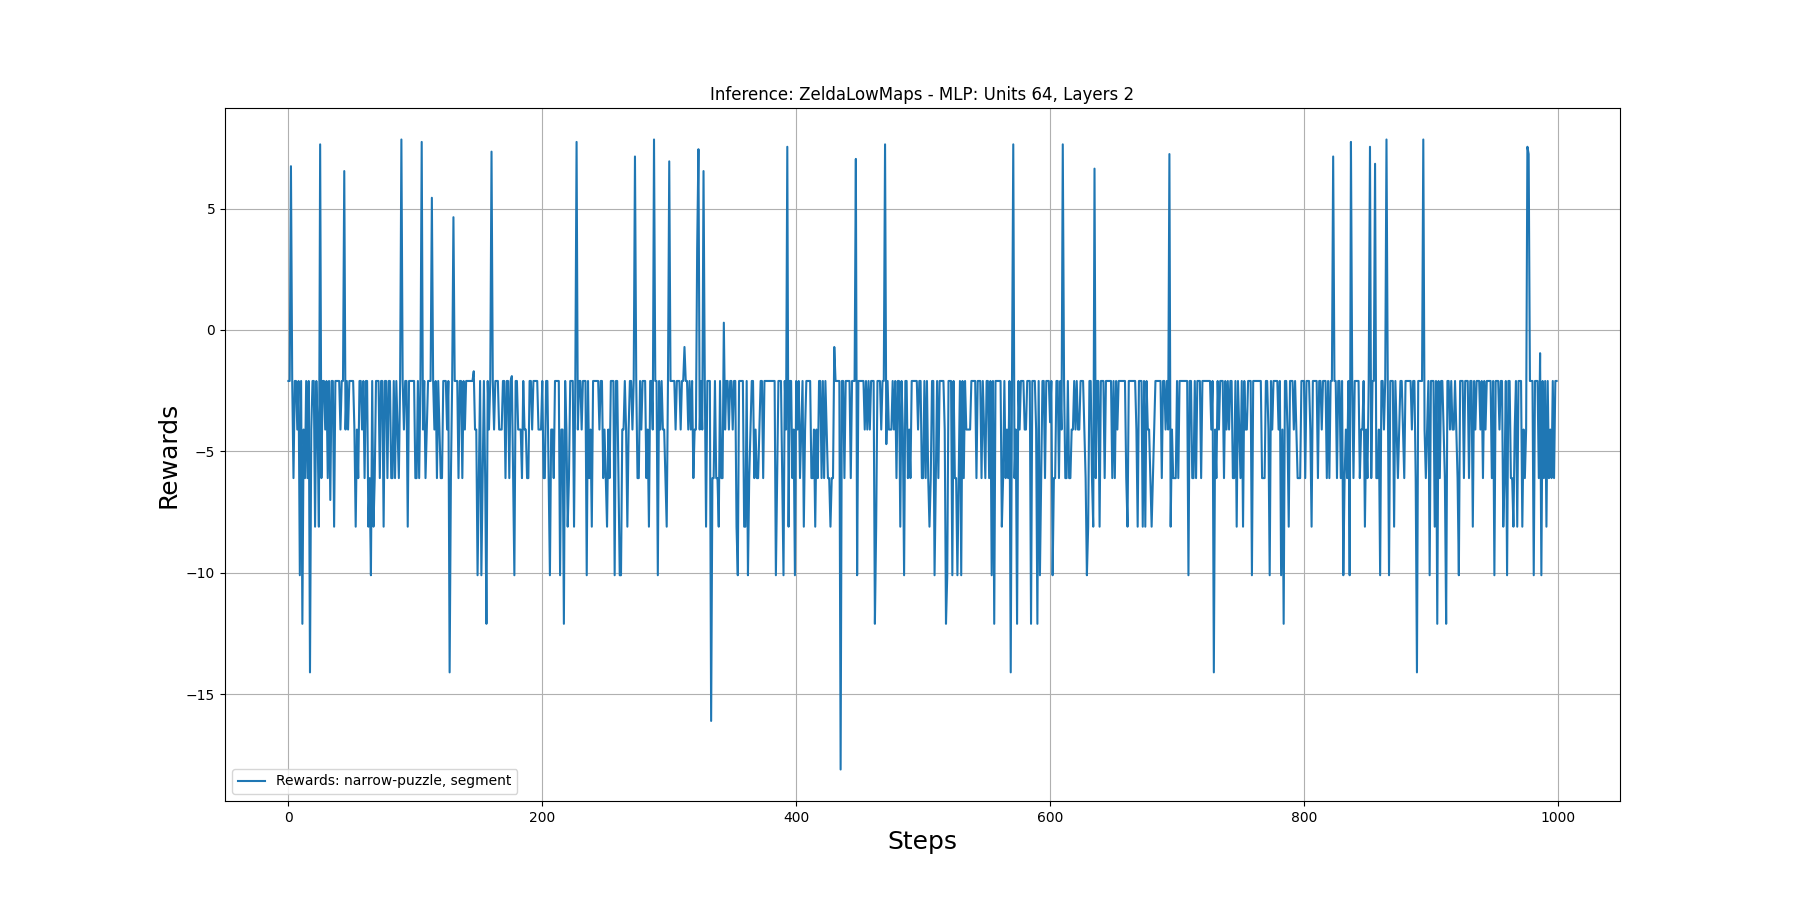 Inference: ZeldaLowMaps - MLP: Units 64, Layers 2
Rewards
5
0
−5
−10
−15
Rewards: narrow-puzzle, segment
0 200 400 600 800 1000
Steps